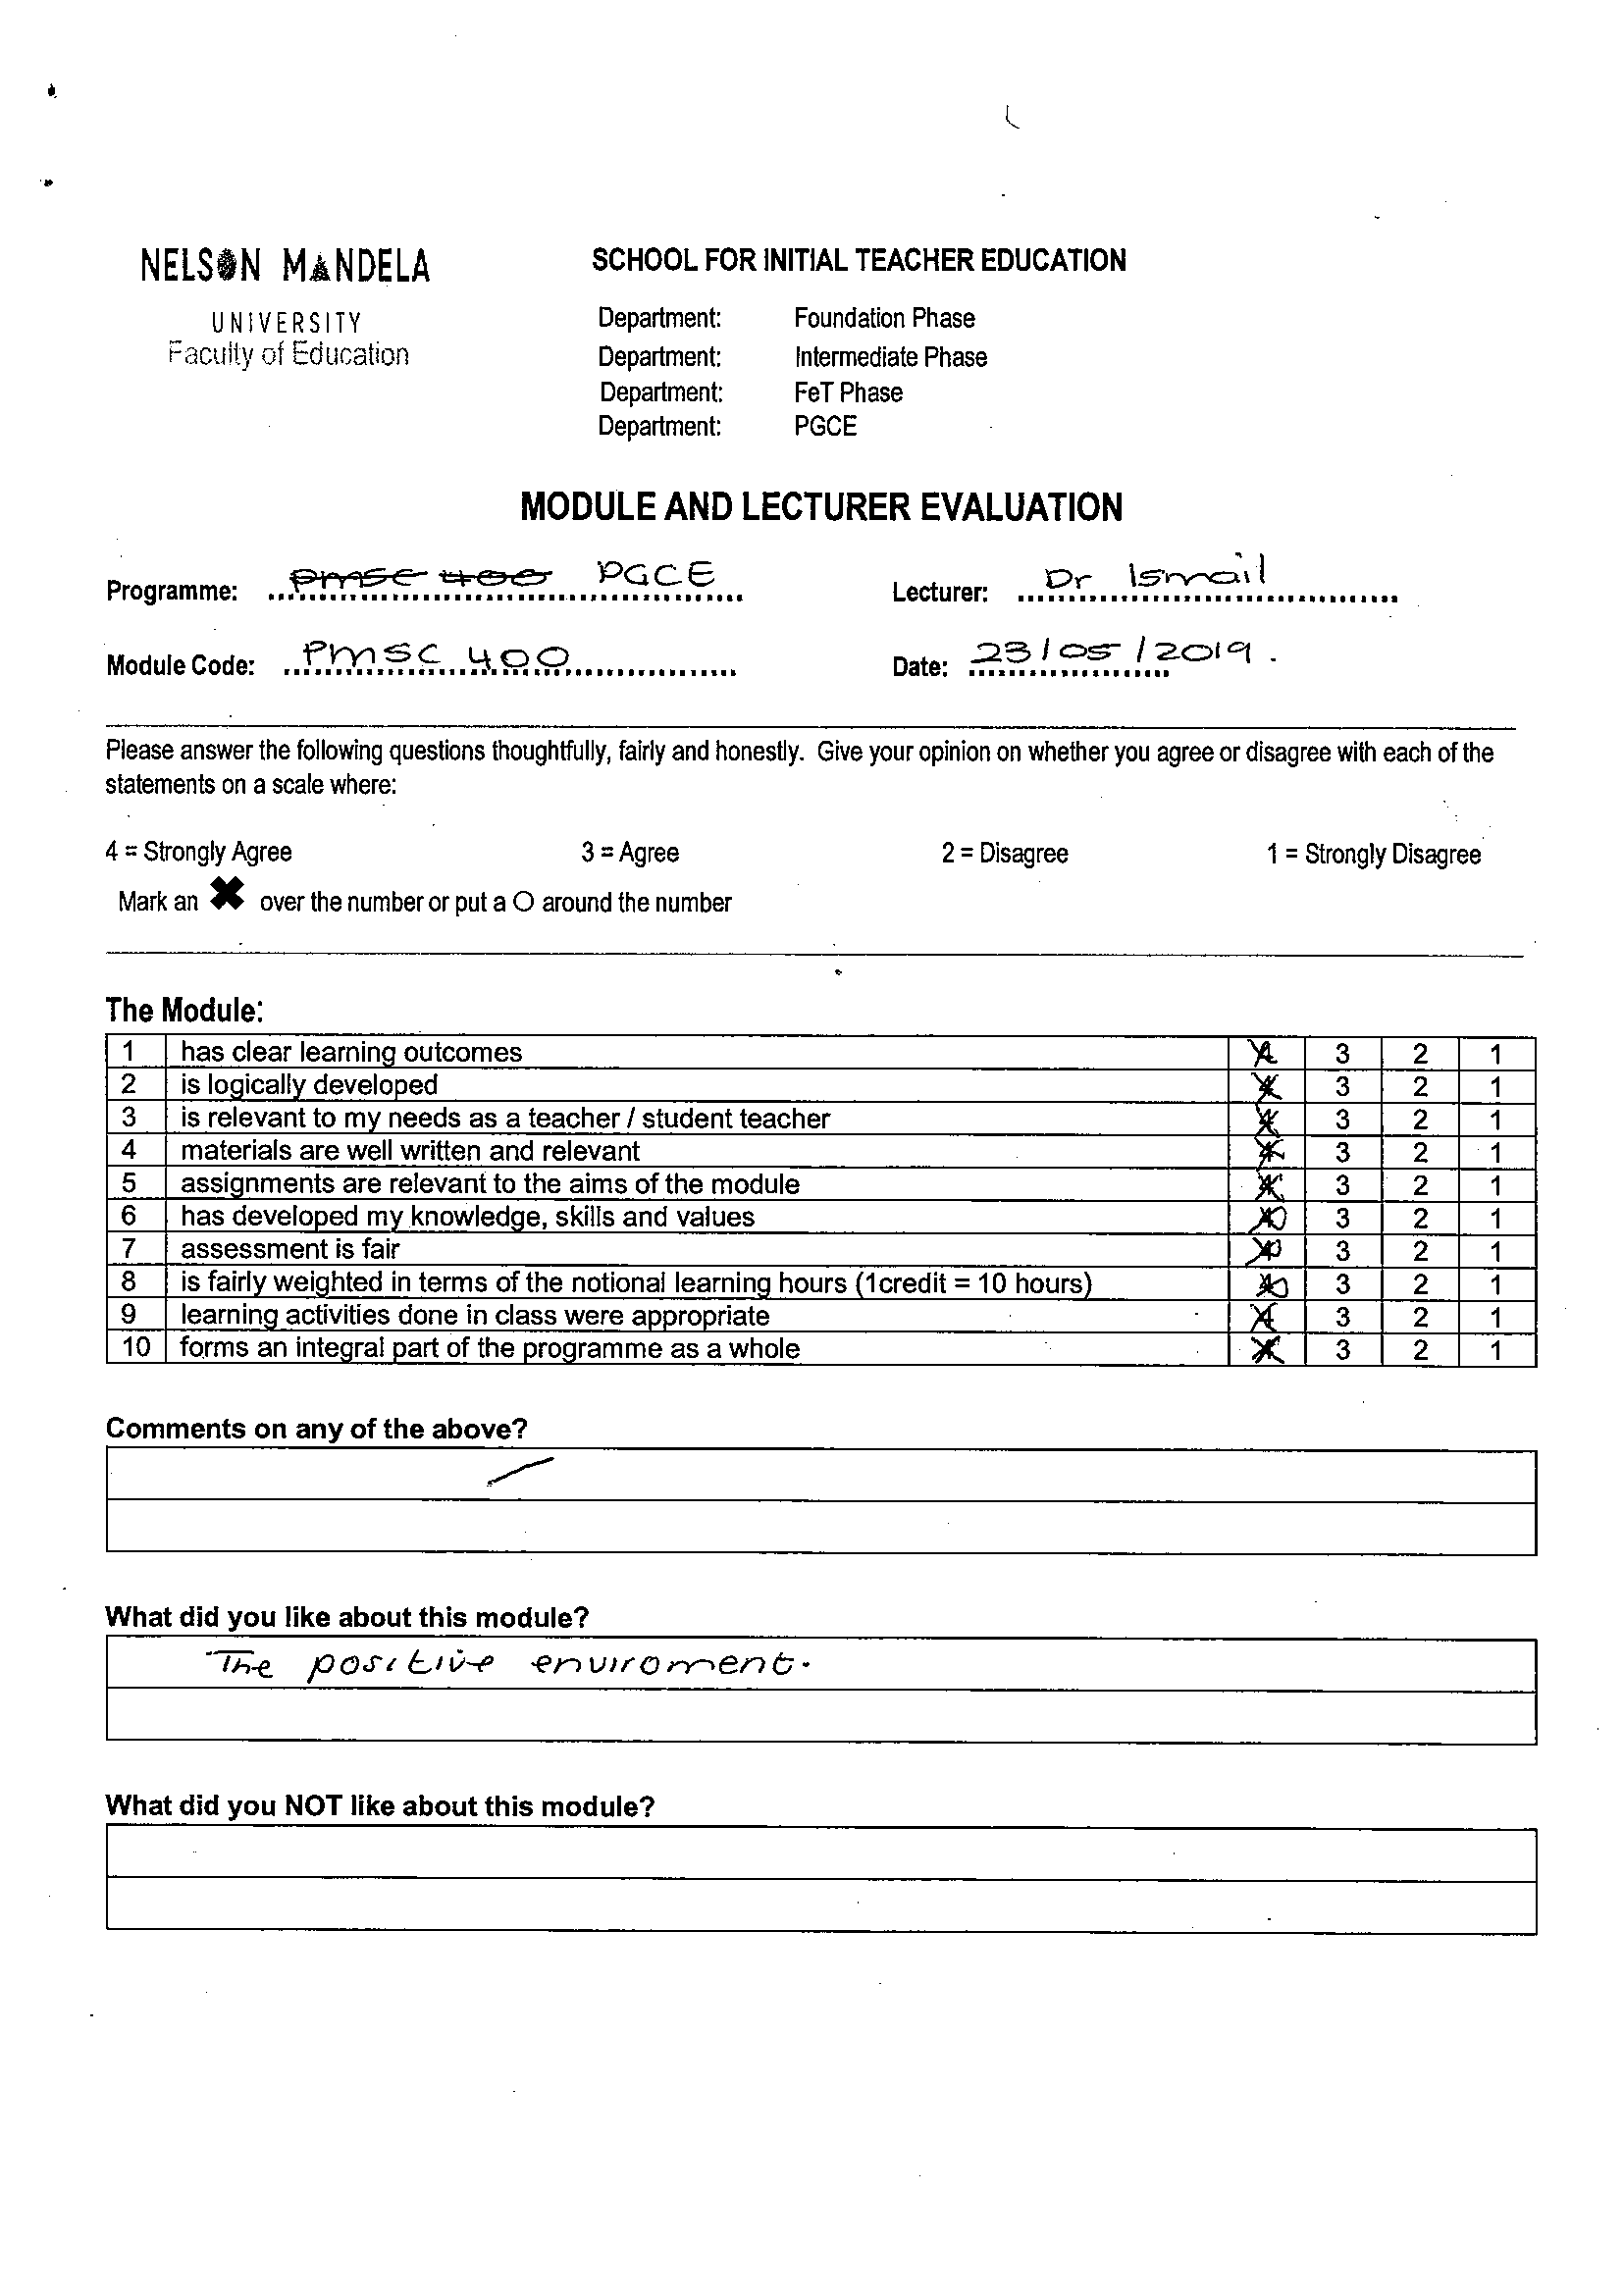 NELSON MANDELA
UNIVERSITY
Faculty of Education
SCHOOL FOR INITIAL TEACHER EDUCATION
Department: Foundation Phase
Department: Intermediate Phase
Department: FeT Phase
Department: PGCE
MODULE AND LECTURER EVALUATION
Programme: pmsc 400 PGCE Lecturer: Dr Ismail
Module Code: PMSC 400 Date: 23/05/2019.
Please answer the following questions thoughtfully, fairly and honestly. Give your opinion on whether you agree or disagree with each of the
statements on a scale where:
4 = Strongly Agree 3 = Agree 2 = Disagree 1 = Strongly Disagree
Mark an ✖ over the number or put a O around the number
The Module:
1 has clear learning outcomes 4 3 2 1
2 is logically developed 4 3 2 1
3 is relevant to my needs as a teacher / student teacher 4 3 2 1
4 materials are well written and relevant 4 3 2 1
5 assignments are relevant to the aims of the module 4 3 2 1
6 has developed my knowledge, skills and values 4 3 2 1
7 assessment is fair 4 3 2 1
8 is fairly weighted in terms of the notional learning hours (1credit = 10 hours) 4 3 2 1
9 learning activities done in class were appropriate 4 3 2 1
10 forms an integral part of the programme as a whole 4 3 2 1
Comments on any of the above?
What did you like about this module?
The positive enviroment.
What did you NOT like about this module?